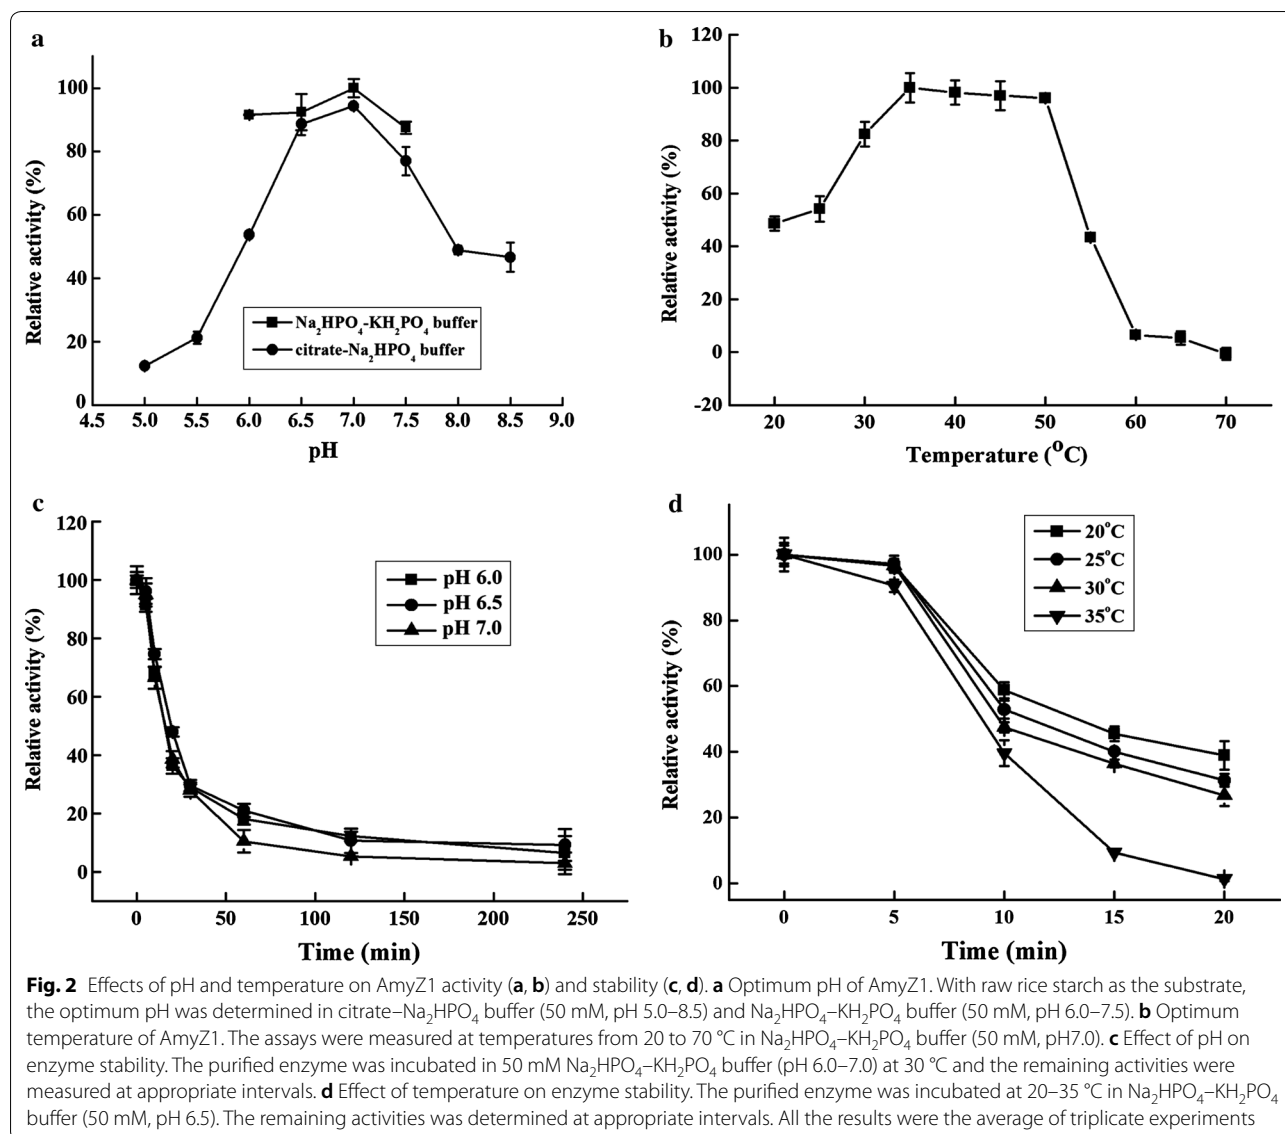 a
Relative activity (%)
100
80
60
40
20
0
4.5 5.0 5.5 6.0 6.5 7.0 7.5 8.0 8.5 9.0
pH
Na₂HPO₄-KH₂PO₄ buffer
citrate-Na₂HPO₄ buffer
b
Relative activity (%)
120
100
80
60
40
20
0
-20
20 30 40 50 60 70
Temperature (°C)
c
Relative activity (%)
120
100
80
60
40
20
0
0 50 100 150 200 250
Time (min)
pH 6.0
pH 6.5
pH 7.0
d
Relative activity (%)
100
80
60
40
20
0
0 5 10 15 20
Time (min)
20°C
25°C
30°C
35°C
Fig. 2 Effects of pH and temperature on AmyZ1 activity (a, b) and stability (c, d). a Optimum pH of AmyZ1. With raw rice starch as the substrate,
the optimum pH was determined in citrate–Na₂HPO₄ buffer (50 mM, pH 5.0–8.5) and Na₂HPO₄–KH₂PO₄ buffer (50 mM, pH 6.0–7.5). b Optimum
temperature of AmyZ1. The assays were measured at temperatures from 20 to 70 °C in Na₂HPO₄–KH₂PO₄ buffer (50 mM, pH7.0). c Effect of pH on
enzyme stability. The purified enzyme was incubated in 50 mM Na₂HPO₄–KH₂PO₄ buffer (pH 6.0–7.0) at 30 °C and the remaining activities were
measured at appropriate intervals. d Effect of temperature on enzyme stability. The purified enzyme was incubated at 20–35 °C in Na₂HPO₄–KH₂PO₄
buffer (50 mM, pH 6.5). The remaining activities was determined at appropriate intervals. All the results were the average of triplicate experiments